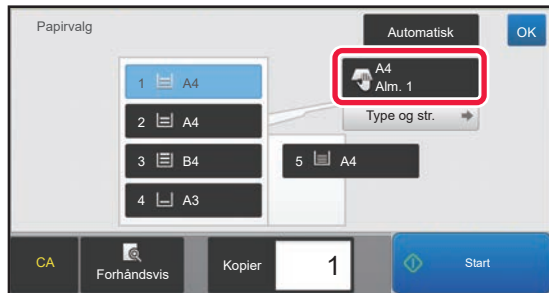 Papirvalg
Automatisk
OK
A4
Alm. 1
1 A4
Type og str.
2 A4
3 B4
5 A4
4 A3
CA
Forhåndsvis
Kopier
1
Start